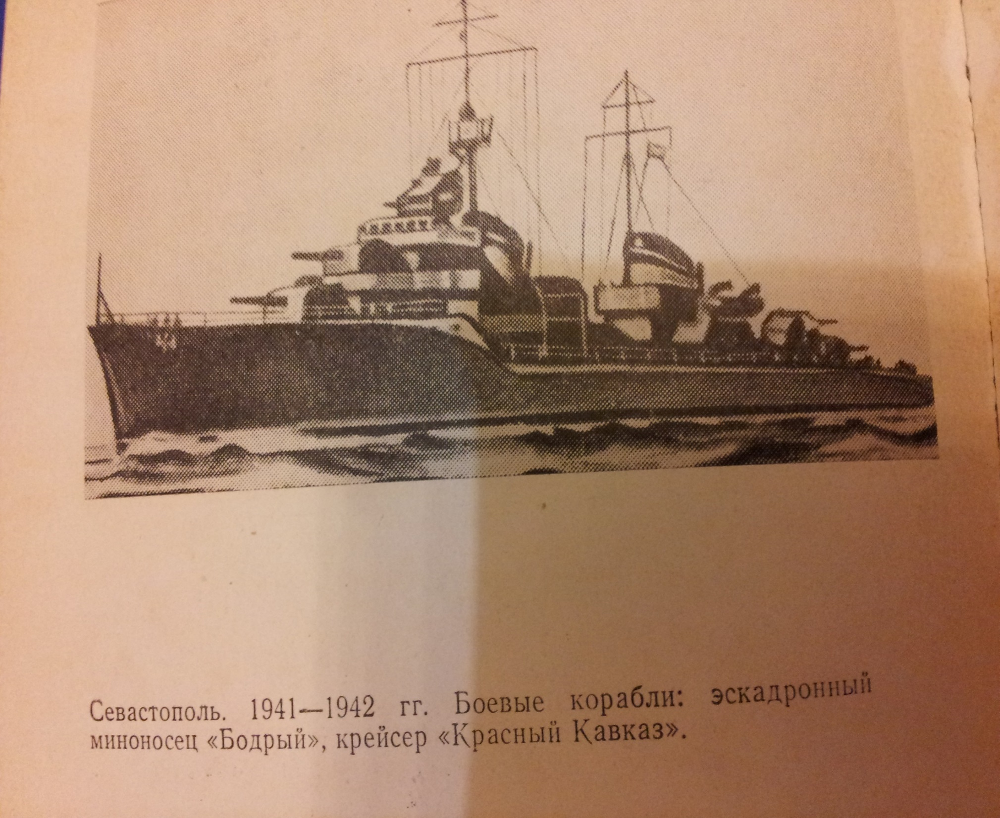 Севастополь. 1941—1942 гг. Боевые корабли: эскадронный
миноносец «Бодрый», крейсер «Красный Кавказ».